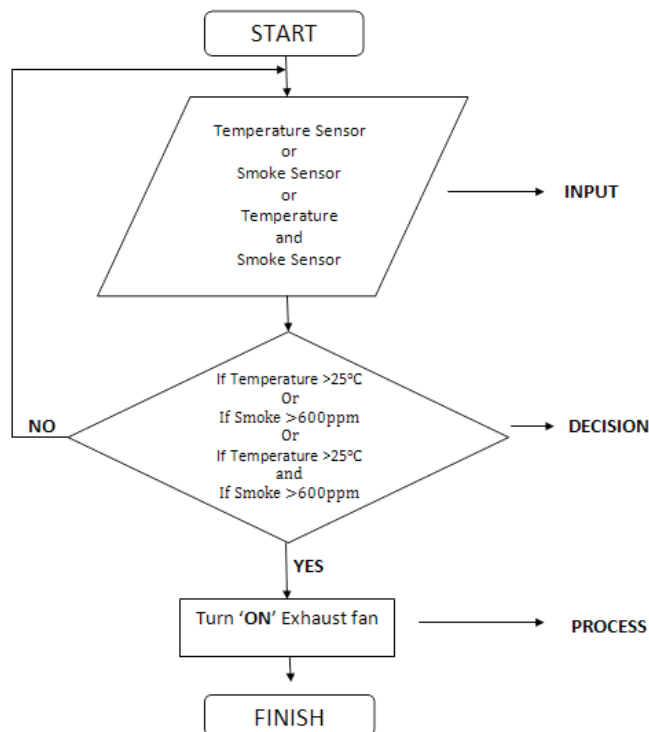 START
Temperature Sensor
or
Smoke Sensor
or
Temperature
and
Smoke Sensor
INPUT
If Temperature >25°C
Or
If Smoke >600ppm
Or
If Temperature >25°C
and
If Smoke >600ppm
NO
DECISION
YES
Turn ‘ON’ Exhaust fan
PROCESS
FINISH